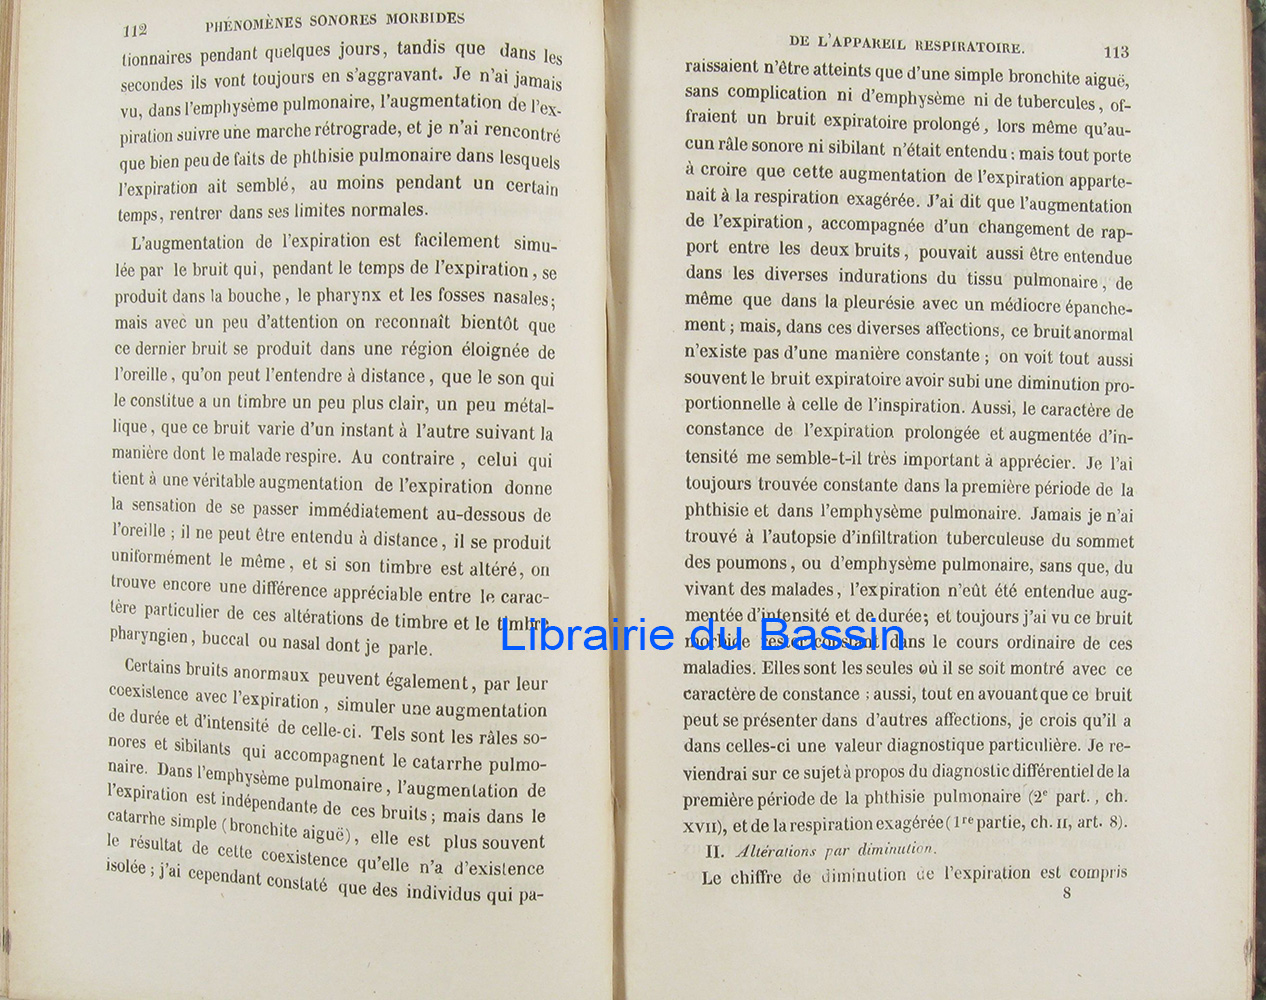 112 PHÉNOMÈNES SONORES MORBIDES
tionnaires pendant quelques jours, tandis que dans les
secondes ils vont toujours en s'aggravant. Je n'ai jamais
vu, dans l'emphysème pulmonaire, l'augmentation de l'ex-
piration suivre une marche rétrograde, et je n'ai rencontré
que bien peu de faits de phthisie pulmonaire dans lesquels
l'expiration ait semblé, au moins pendant un certain
temps, rentrer dans ses limites normales.
L'augmentation de l'expiration est facilement simu-
lée par le bruit qui, pendant le temps de l'expiration, se
produit dans la bouche, le pharynx et les fosses nasales;
mais avec un peu d'attention on reconnaît bientôt que
ce dernier bruit se produit dans une région éloignée de
l'oreille, qu'on peut l'entendre à distance, que le son qui
le constitue a un timbre un peu plus clair, un peu métal-
lique, que ce bruit varie d'un instant à l'autre suivant la
manière dont le malade respire. Au contraire, celui qui
tient à une véritable augmentation de l'expiration donne
la sensation de se passer immédiatement au-dessous de
l'oreille; il ne peut être entendu à distance, il se produit
uniformément le même, et si son timbre est altéré, on
trouve encore une différence appréciable entre le carac-
tère particulier de ces altérations de timbre et le timbre
pharyngien, buccal ou nasal dont je parle.
Certains bruits anormaux peuvent également, par leur
coexistence avec l'expiration, simuler une augmentation
de durée et d'intensité de celle-ci. Tels sont les râles so-
nores et sibilants qui accompagnent le catarrhe pulmo-
naire. Dans l'emphysème pulmonaire, l'augmentation de
l'expiration est indépendante de ces bruits; mais dans le
catarrhe simple (bronchite aiguë), elle est plus souvent
le résultat de cette coexistence qu'elle n'a d'existence
isolée; j'ai cependant constaté que des individus qui pa-
DE L'APPAREIL RESPIRATOIRE. 113
raissaient n'être atteints que d'une simple bronchite aiguë,
sans complication ni d'emphysème ni de tubercules, of-
fraient un bruit expiratoire prolongé, lors même qu'au-
cun râle sonore ni sibilant n'était entendu: mais tout porte
à croire que cette augmentation de l'expiration apparte-
nait à la respiration exagérée. J'ai dit que l'augmentation
de l'expiration, accompagnée d'un changement de rap-
port entre les deux bruits, pouvait aussi être entendue
dans les diverses indurations du tissu pulmonaire, de
même que dans la pleurésie avec un médiocre épanche-
ment; mais, dans ces diverses affections, ce bruit anormal
n'existe pas d'une manière constante; on voit tout aussi
souvent le bruit expiratoire avoir subi une diminution pro-
portionnelle à celle de l'inspiration. Aussi, le caractère de
constance de l'expiration prolongée et augmentée d'in-
tensité me semble-t-il très important à apprécier. Je l'ai
toujours trouvée constante dans la première période de la
phthisie et dans l'emphysème pulmonaire. Jamais je n'ai
trouvé à l'autopsie d'infiltration tuberculeuse du sommet
des poumons, ou d'emphysème pulmonaire, sans que, du
vivant des malades, l'expiration n'eût été entendue aug-
mentée d'intensité et de durée; et toujours j'ai vu ce bruit
morbide rester constant dans le cours ordinaire de ces
maladies. Elles sont les seules où il se soit montré avec ce
caractère de constance: aussi, tout en avouant que ce bruit
peut se présenter dans d'autres affections, je crois qu'il a
dans celles-ci une valeur diagnostique particulière. Je re-
viendrai sur ce sujet à propos du diagnostic différentiel de la
première période de la phthisie pulmonaire (2e part., ch.
XVII), et de la respiration exagérée (1re partie, ch. II, art. 8).
II. Altérations par diminution.
Le chiffre de diminution de l'expiration est compris
8
Librairie du Bassin